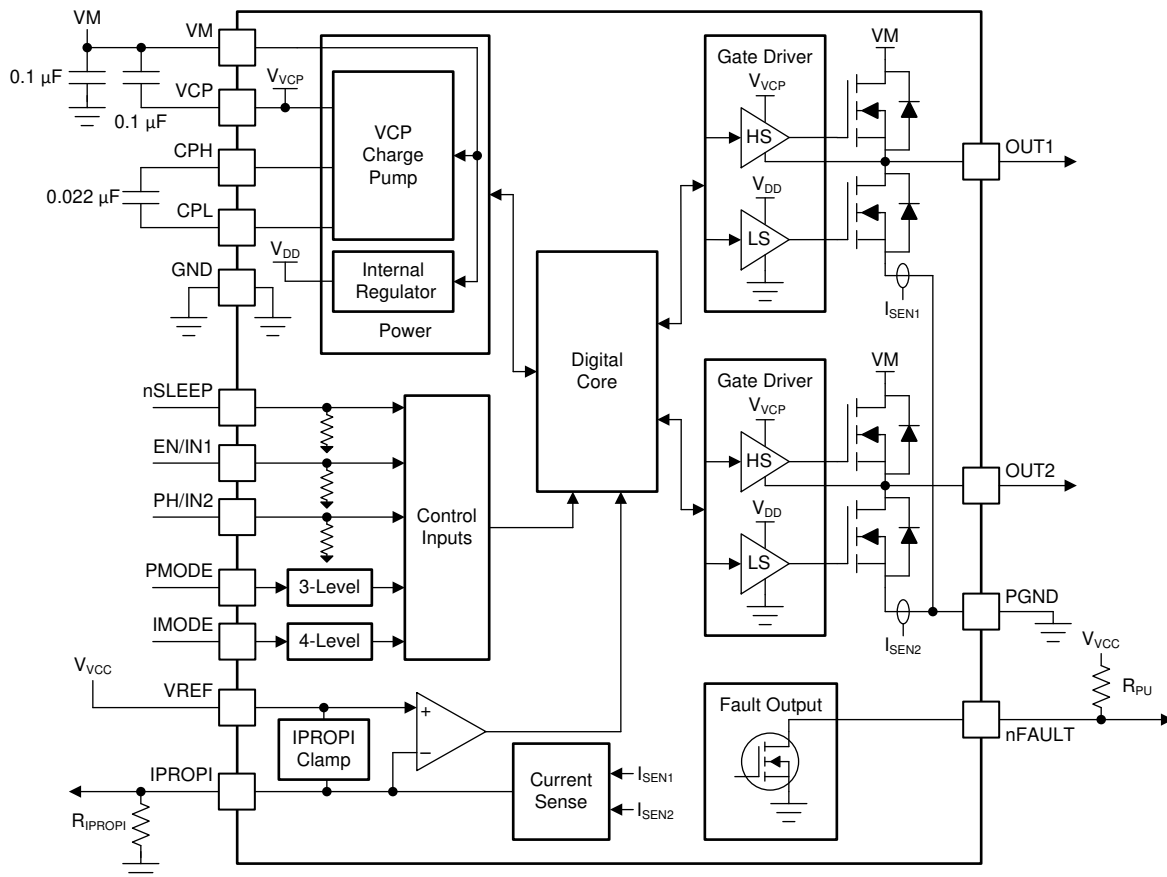 VM
VM
0.1 µF
0.1 µF
VCP
V_VCP
VCP
Charge
Pump
CPH
0.022 µF
CPL
GND
V_DD
Internal
Regulator
Power
nSLEEP
EN/IN1
PH/IN2
PMODE
3-Level
IMODE
4-Level
Control
Inputs
Digital
Core
V_VCC
VREF
IPROPI
Clamp
+
−
IPROPI
R_IPROPI
Current
Sense
I_SEN1
I_SEN2
Gate Driver
V_VCP
HS
V_DD
LS
VM
OUT1
I_SEN1
Gate Driver
V_VCP
HS
V_DD
LS
VM
OUT2
I_SEN2
PGND
V_VCC
R_PU
Fault Output
nFAULT